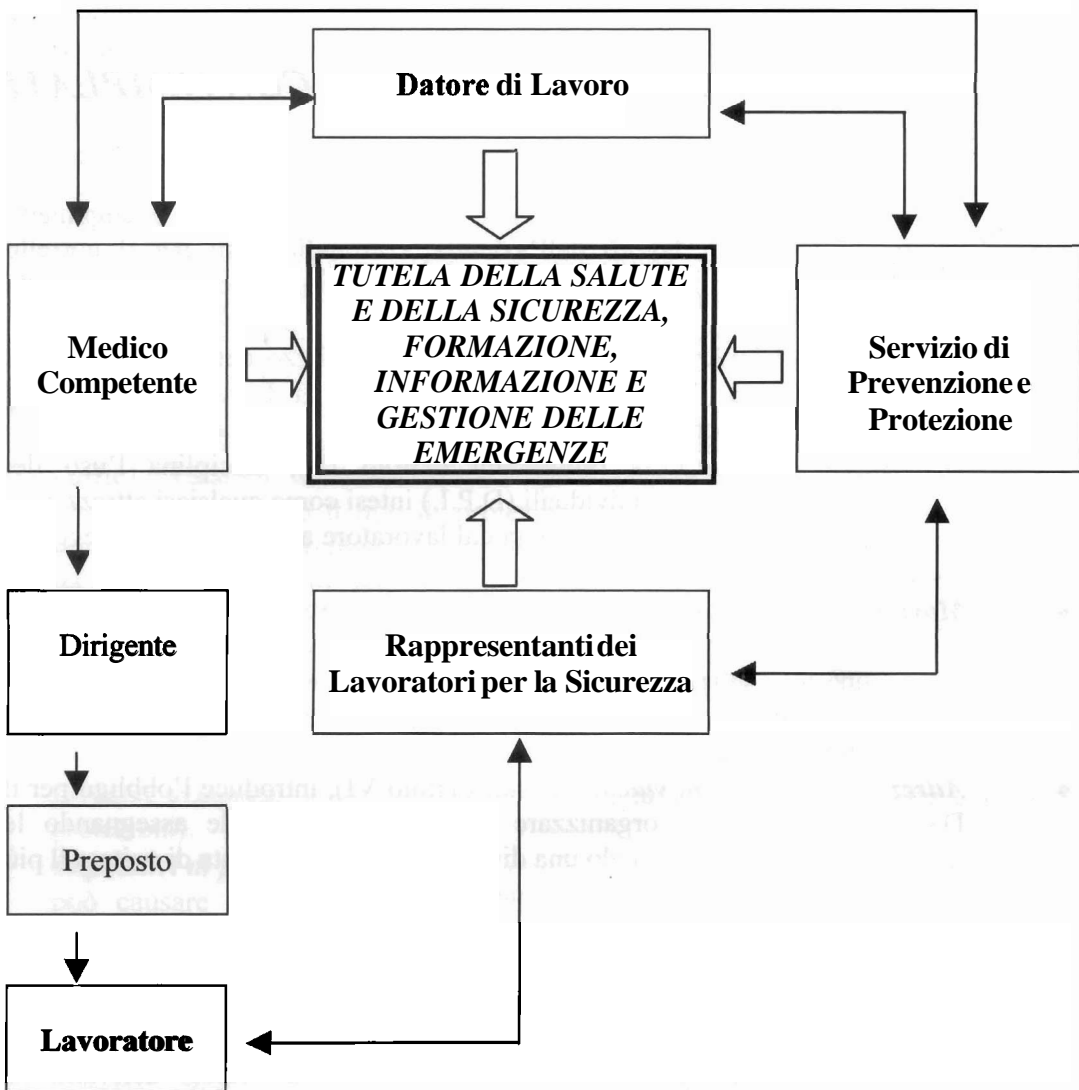 Datore di Lavoro
TUTELA DELLA SALUTE
E DELLA SICUREZZA,
FORMAZIONE,
INFORMAZIONE E
GESTIONE DELLE
EMERGENZE
Medico
Competente
Servizio di
Prevenzione e
Protezione
Dirigente
Rappresentanti dei
Lavoratori per la Sicurezza
Preposto
causare
Lavoratore